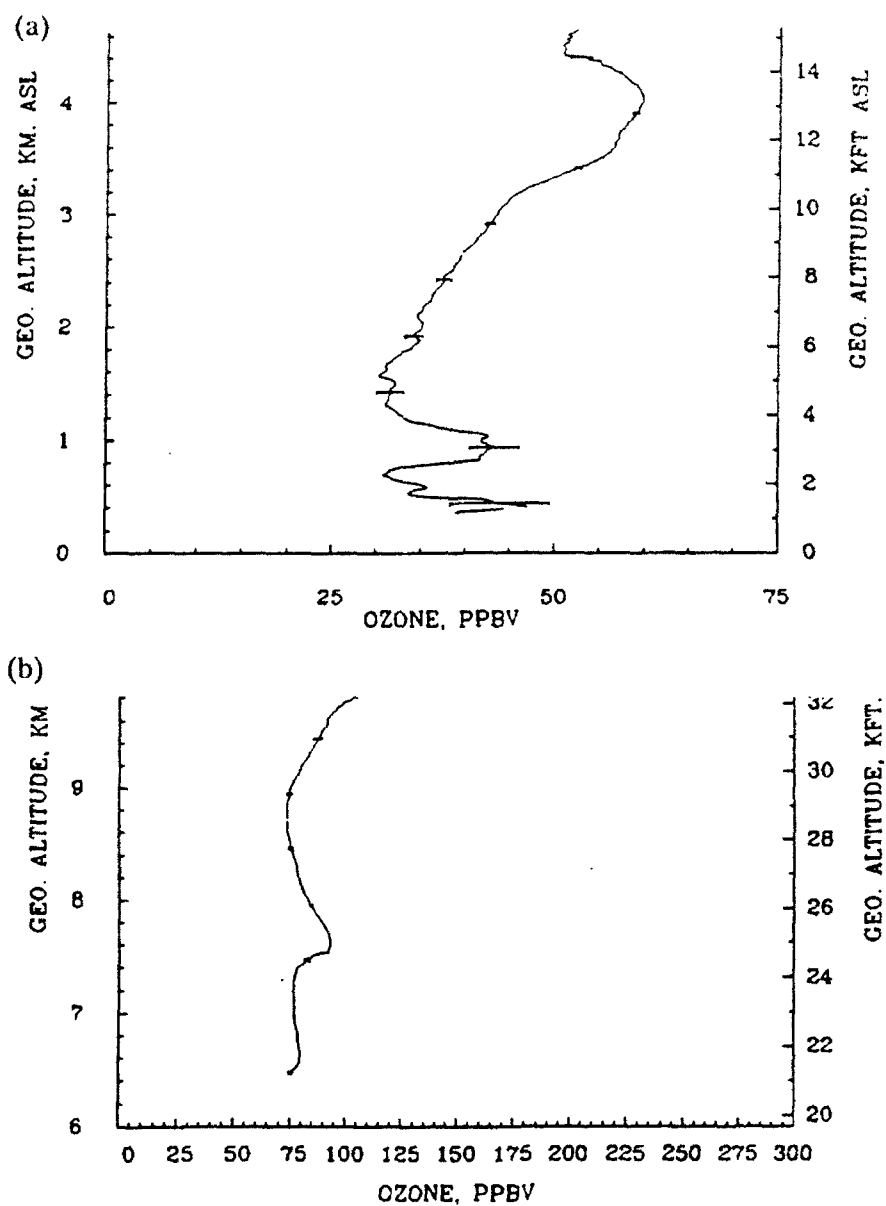 (a)
GEO. ALTITUDE, KM. ASL
4
3
2
1
0
14
12
10
8
6
4
2
0
GEO. ALTITUDE, KFT ASL
0 25 50 75
OZONE, PPBV
(b)
GEO. ALTITUDE, KM
9
8
7
6
32
30
28
26
24
22
20
GEO. ALTITUDE, KFT.
0 25 50 75 100 125 150 175 200 225 250 275 300
OZONE, PPBV